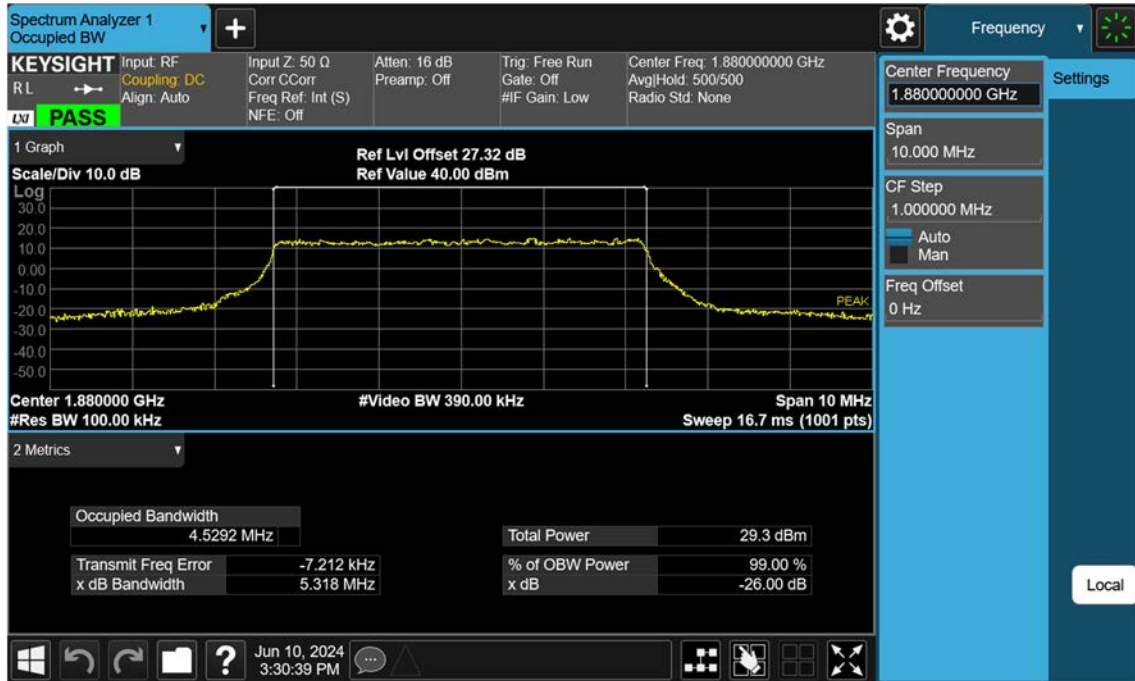 Spectrum Analyzer 1
Occupied BW
+
Frequency
KEYSIGHT
R L
LXI PASS
Input: RF
Coupling: DC
Align: Auto
Input Z: 50 Ω
Corr CCorr
Freq Ref: Int (S)
NFE: Off
Atten: 16 dB
Preamp: Off
Trig: Free Run
Gate: Off
#IF Gain: Low
Center Freq: 1.880000000 GHz
Avg|Hold: 500/500
Radio Std: None
Center Frequency
1.880000000 GHz
Settings
Span
10.000 MHz
CF Step
1.000000 MHz
Auto
Man
Freq Offset
0 Hz
Local
1 Graph
Scale/Div 10.0 dB
Ref Lvl Offset 27.32 dB
Ref Value 40.00 dBm
Log
30.0
20.0
10.0
0.00
-10.0
-20.0
-30.0
-40.0
-50.0
PEAK
Center 1.880000 GHz
#Video BW 390.00 kHz
Span 10 MHz
#Res BW 100.00 kHz
Sweep 16.7 ms (1001 pts)
2 Metrics
Occupied Bandwidth
4.5292 MHz
Total Power 29.3 dBm
Transmit Freq Error -7.212 kHz
% of OBW Power 99.00 %
x dB Bandwidth 5.318 MHz
x dB -26.00 dB
?
Jun 10, 2024
3:30:39 PM